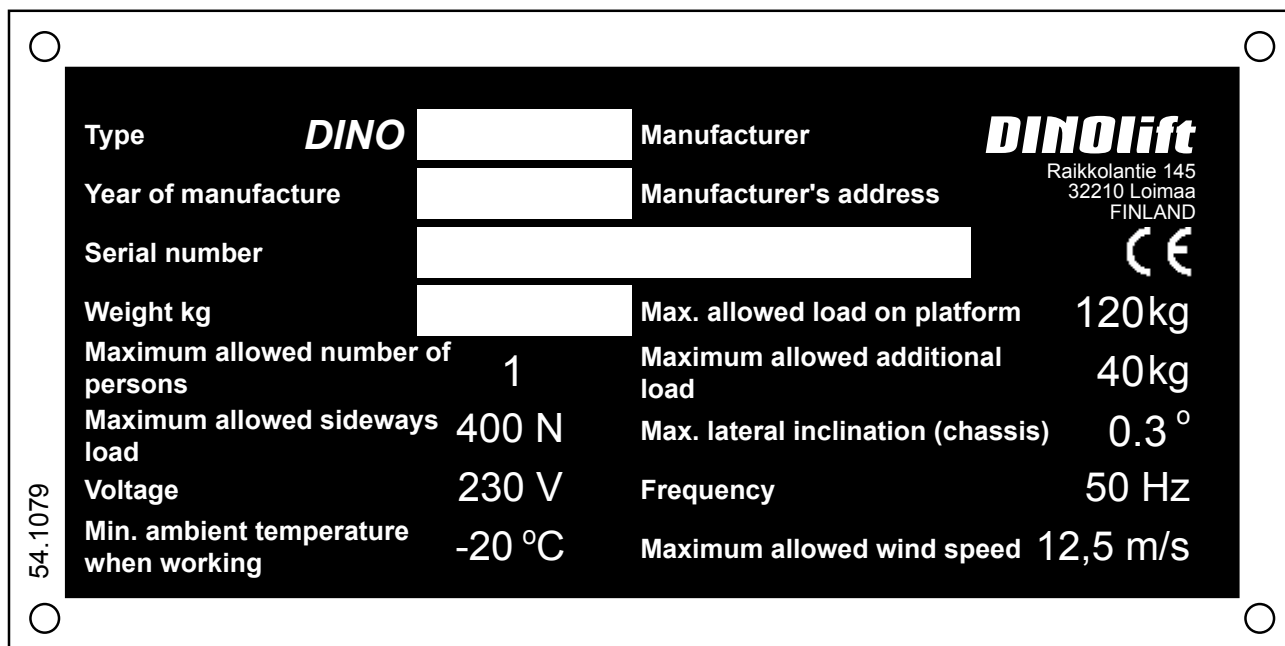 Type DINO Manufacturer DINOlift
Raikkolantie 145
Year of manufacture Manufacturer's address 32210 Loimaa
FINLAND
Serial number CE
Weight kg Max. allowed load on platform 120kg
Maximum allowed number of
persons 1 Maximum allowed additional
load 40kg
Maximum allowed sideways
load 400 N Max. lateral inclination (chassis) 0.3 °
Voltage 230 V Frequency 50 Hz
Min. ambient temperature
when working -20 °C Maximum allowed wind speed 12,5 m/s
54.1079